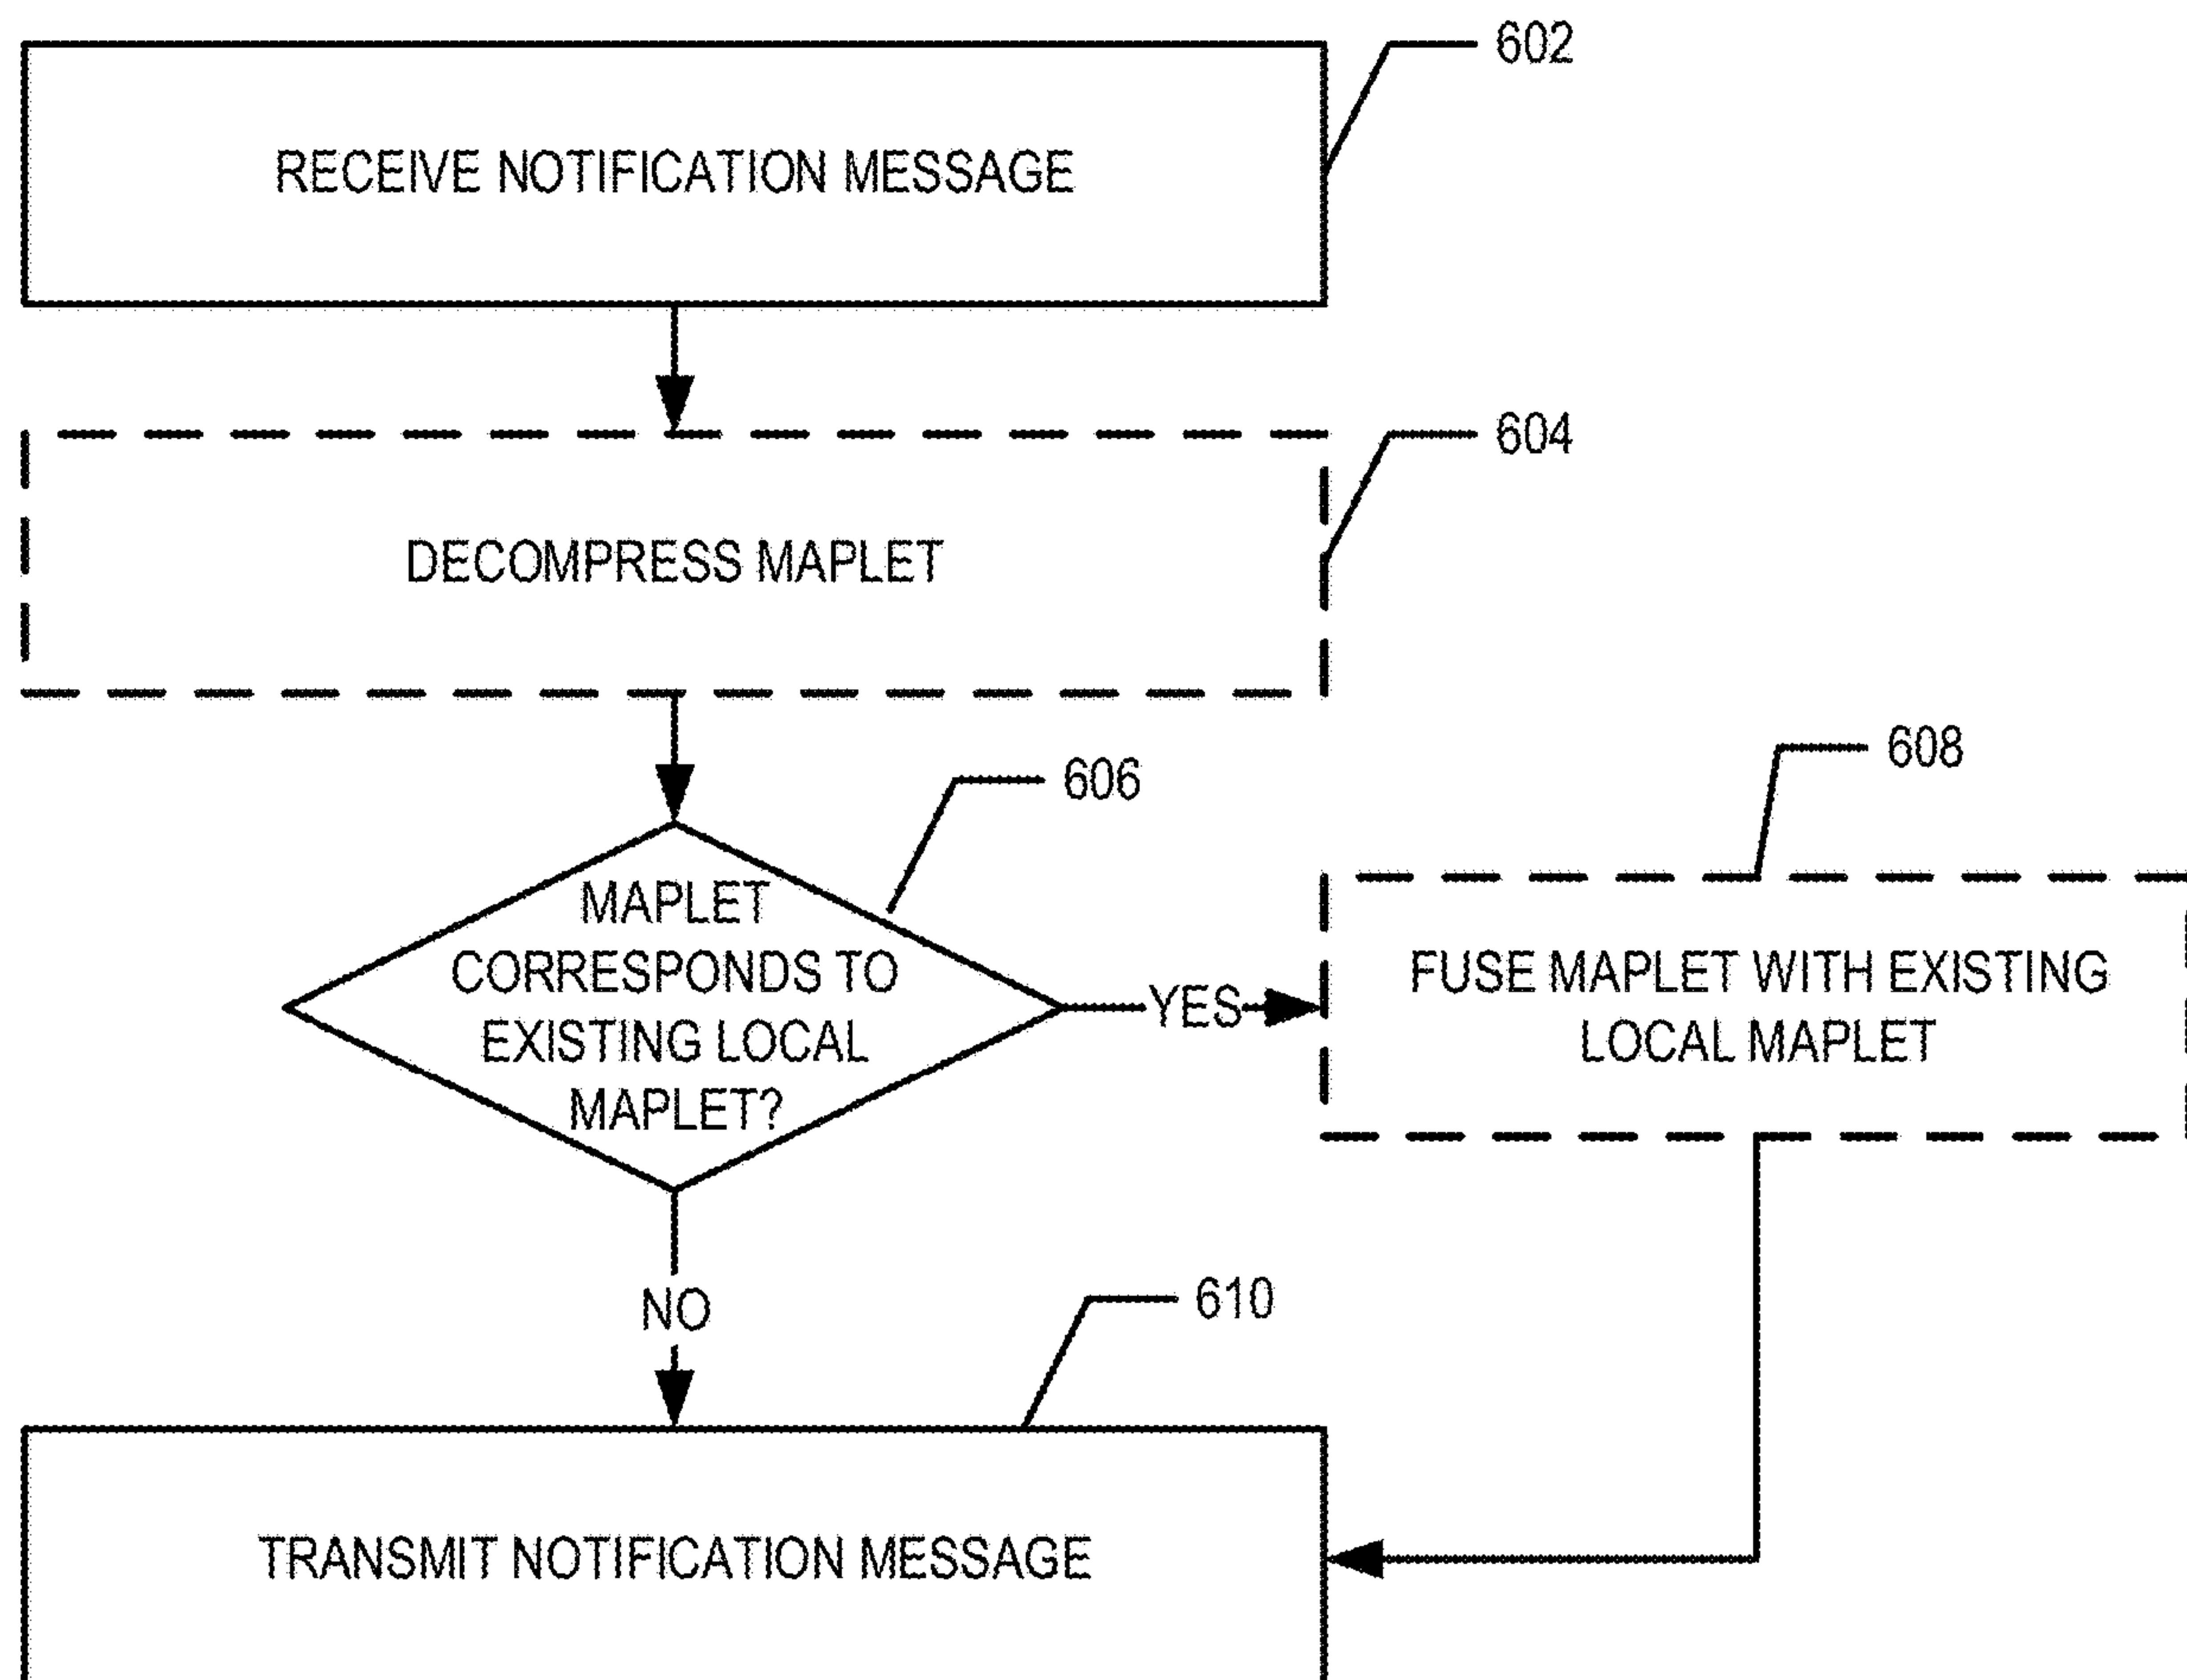 602
RECEIVE NOTIFICATION MESSAGE
604
DECOMPRESS MAPLET
608
606
MAPLET
CORRESPONDS TO
EXISTING LOCAL
MAPLET?
YES
FUSE MAPLET WITH EXISTING
LOCAL MAPLET
NO
610
TRANSMIT NOTIFICATION MESSAGE